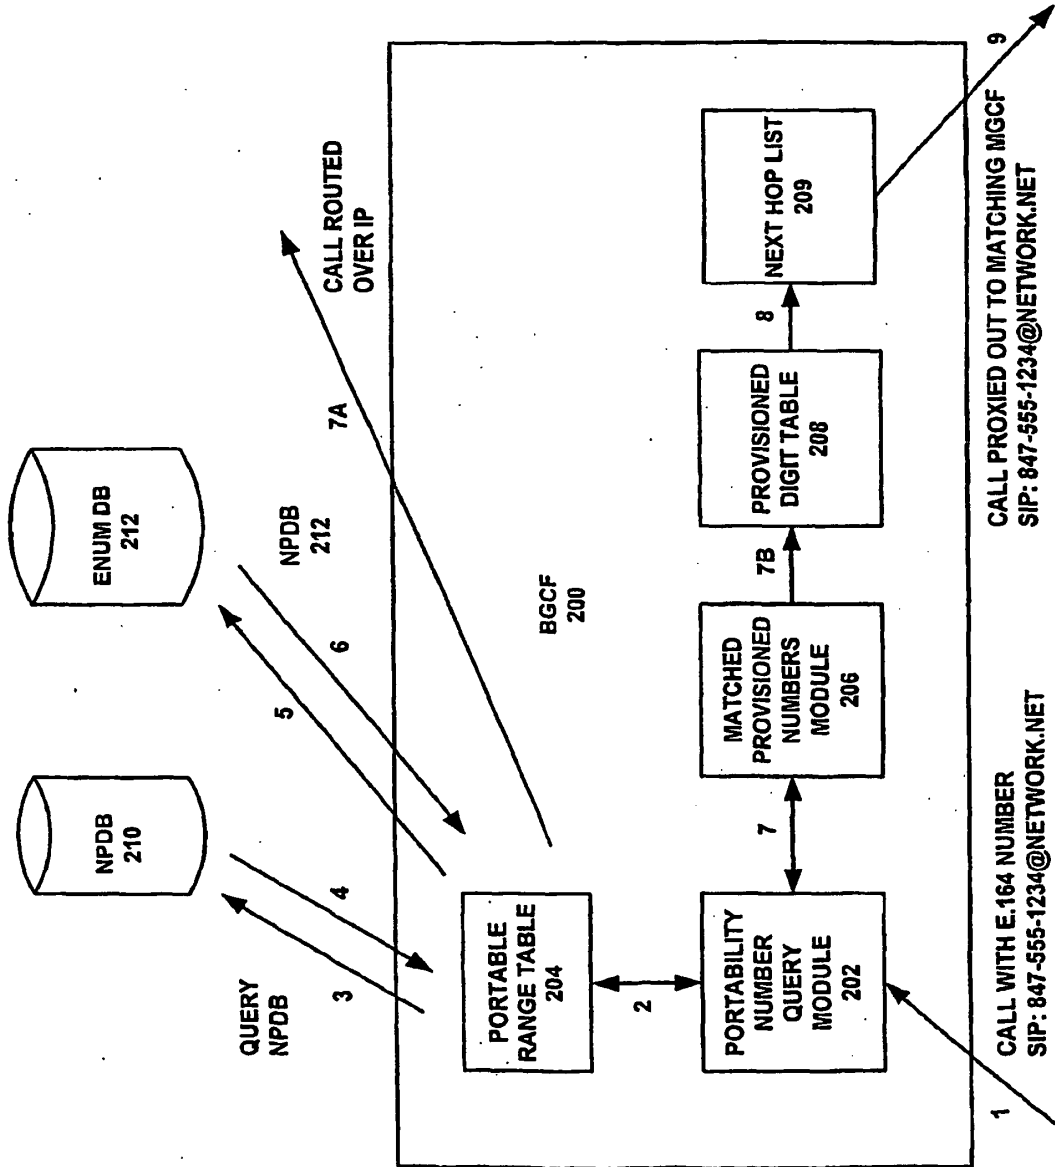 NPDB
210
ENUM DB
212
QUERY
NPDB
3
4
5
6
NPDB
212
7A
CALL ROUTED
OVER IP
PORTABLE
RANGE TABLE
204
BGCF
200
2
PORTABILITY
NUMBER
QUERY
MODULE
202
7
MATCHED
PROVISIONED
NUMBERS
MODULE
206
7B
PROVISIONED
DIGIT TABLE
208
8
NEXT HOP LIST
209
1
CALL WITH E.164 NUMBER
SIP: 847-555-1234@NETWORK.NET
CALL PROXIED OUT TO MATCHING MGCF
SIP: 847-555-1234@NETWORK.NET
9